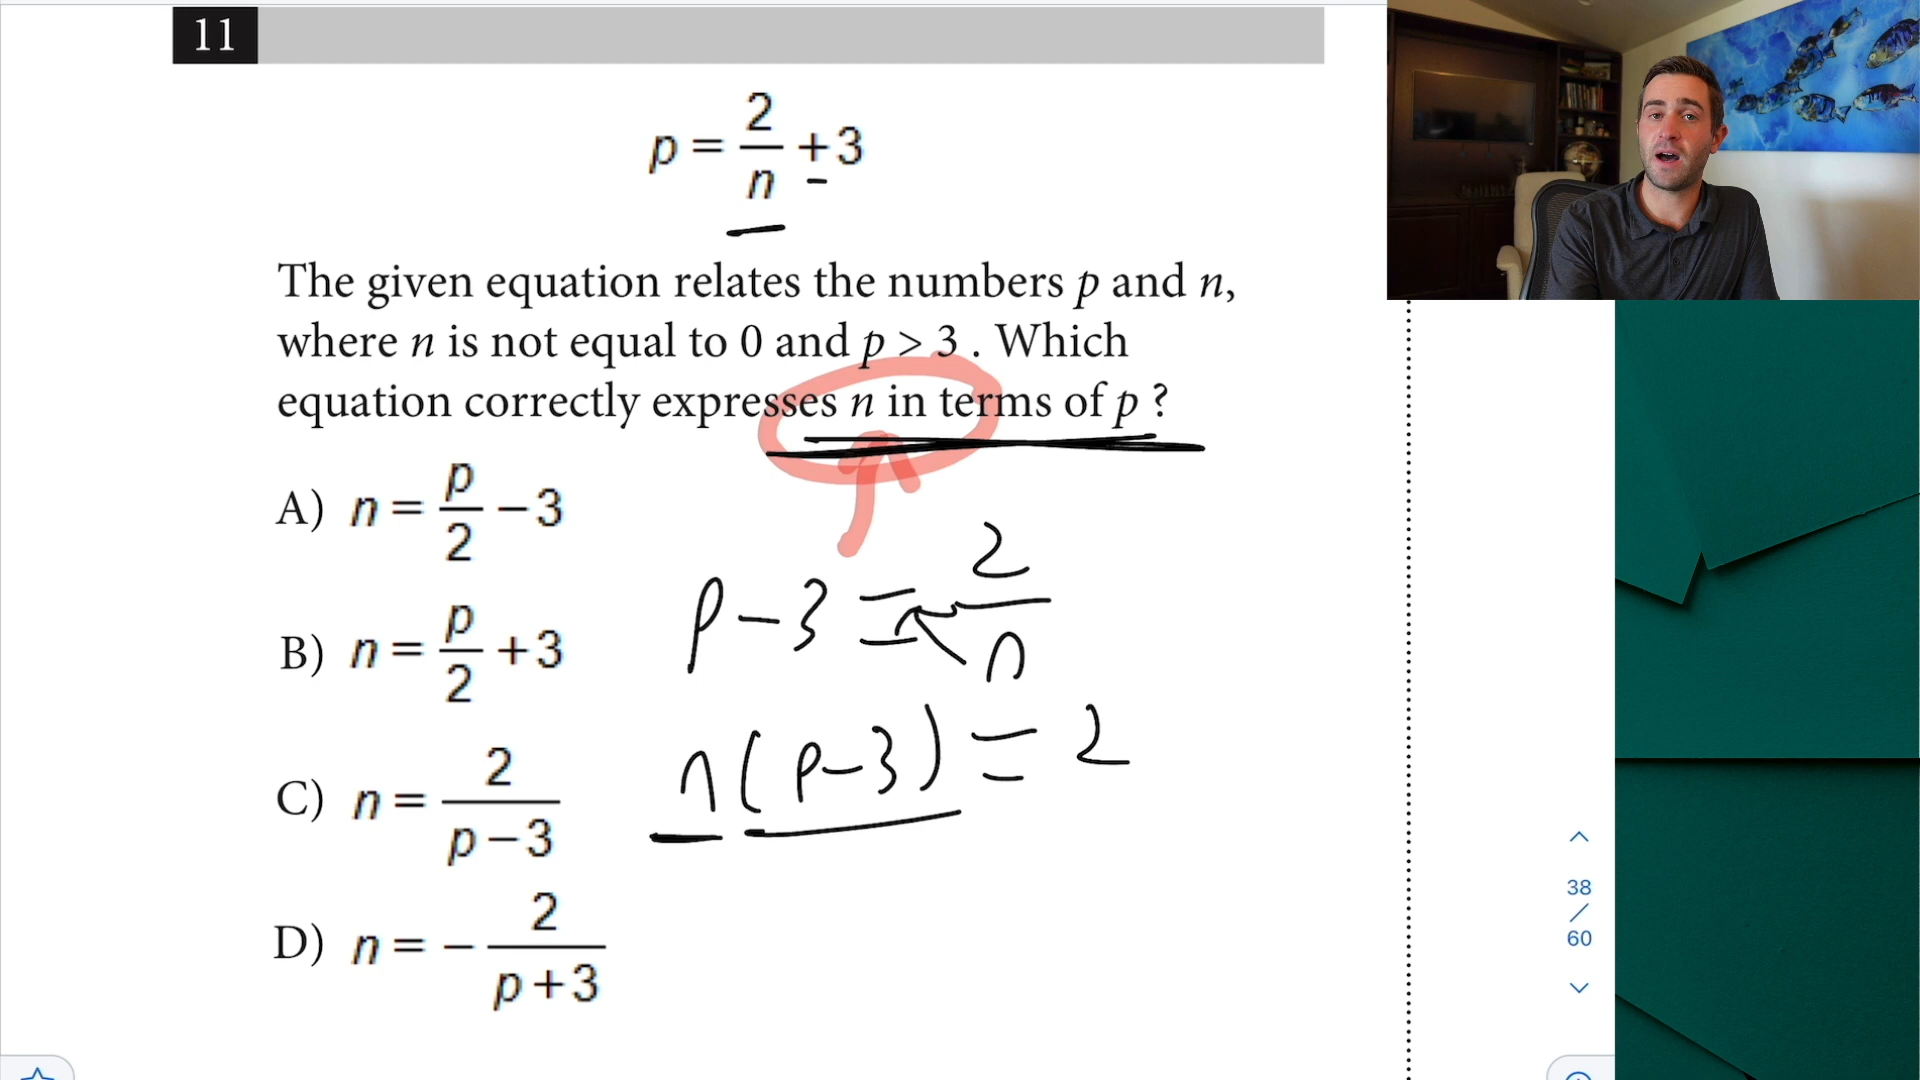 11
p = 2/n + 3
The given equation relates the numbers p and n,
where n is not equal to 0 and p > 3 . Which
equation correctly expresses n in terms of p ?
A) n = p/2 − 3
B) n = p/2 + 3
C) n = 2/(p − 3)
D) n = − 2/(p + 3)
p − 3 = 2/n
n(p − 3) = 2
38
/
60